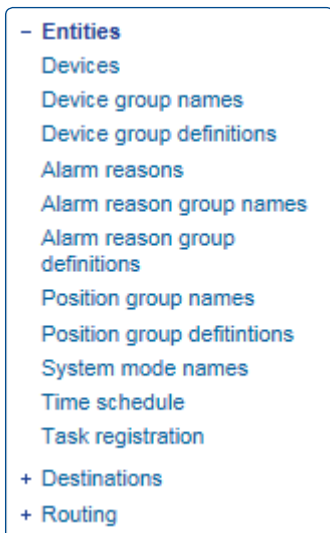 − Entities
Devices
Device group names
Device group definitions
Alarm reasons
Alarm reason group names
Alarm reason group
definitions
Position group names
Position group defitintions
System mode names
Time schedule
Task registration
+ Destinations
+ Routing